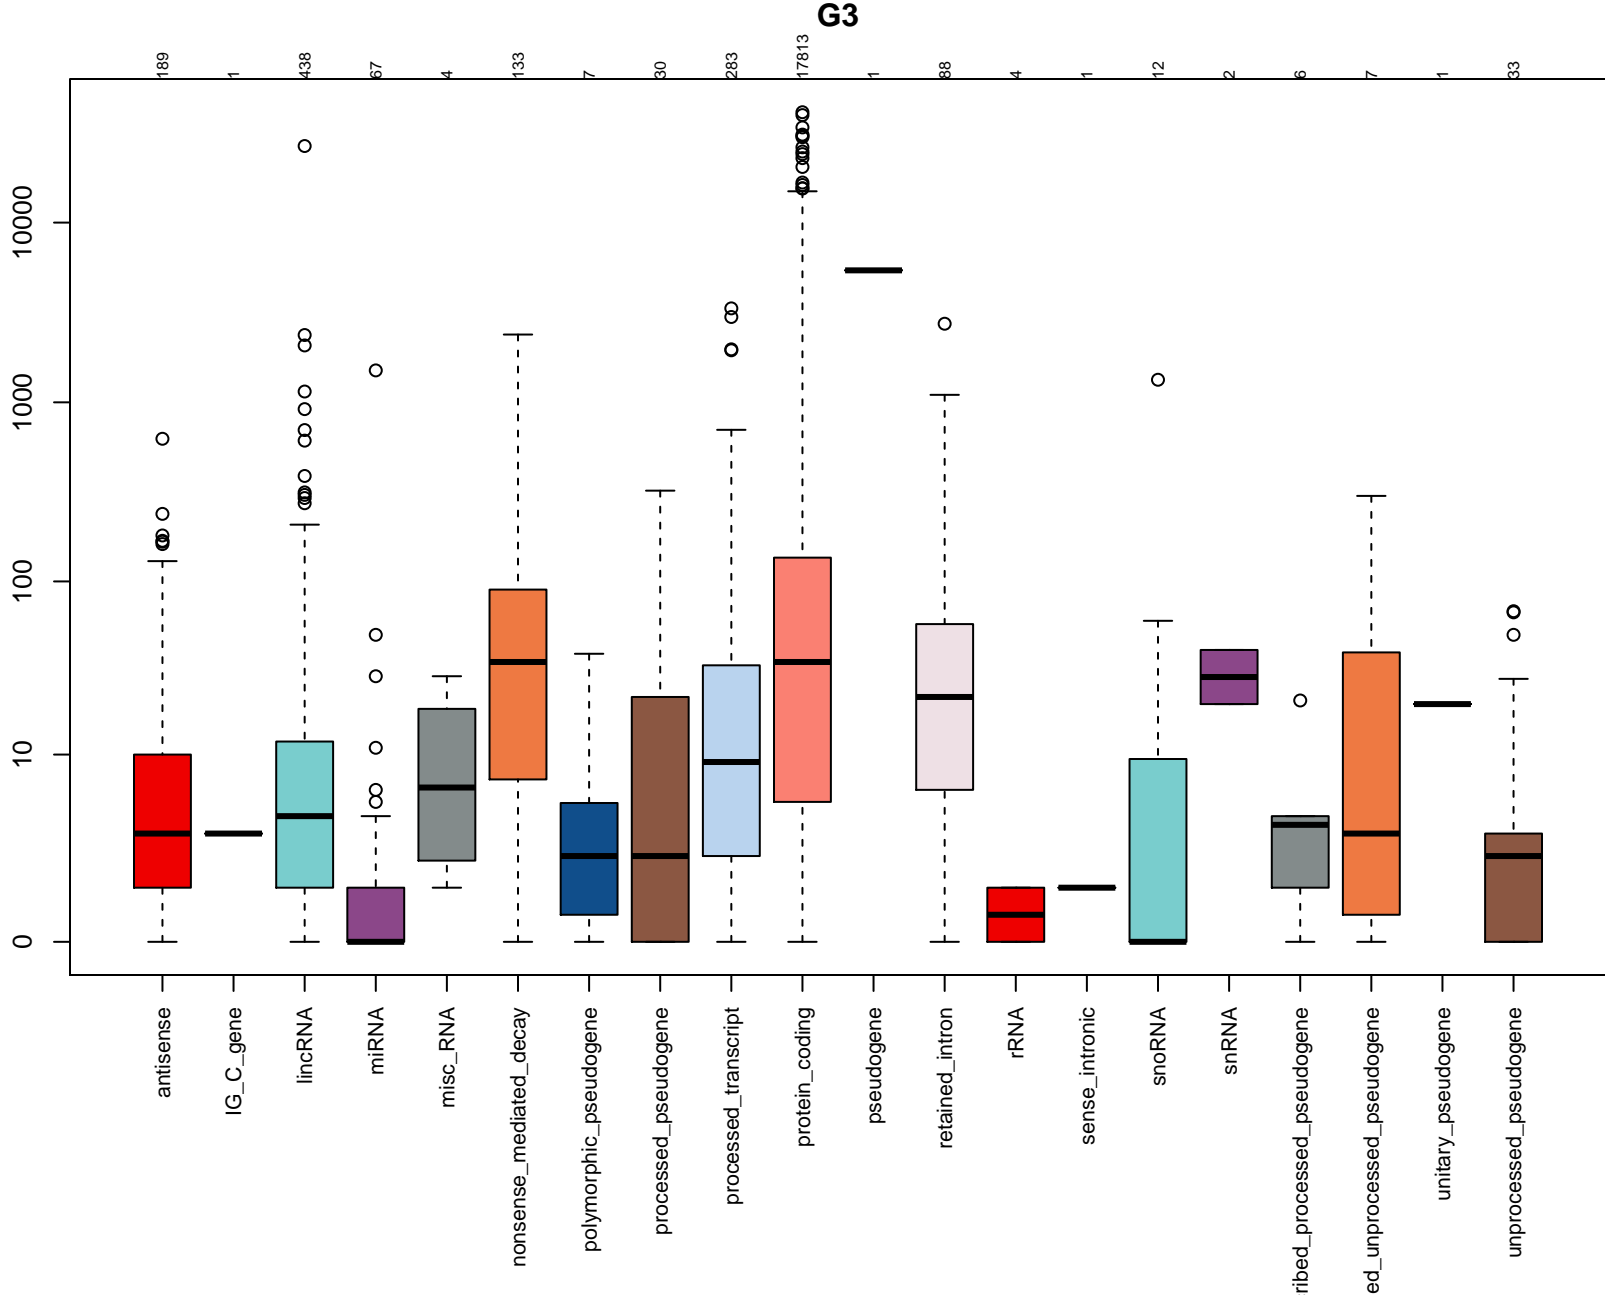 G3
189
1
438
67
4
133
7
30
283
17813
1
88
4
1
12
2
6
7
1
33
10000
1000
100
10
0
antisense
IG_C_gene
lincRNA
miRNA
misc_RNA
nonsense_mediated_decay
polymorphic_pseudogene
processed_pseudogene
processed_transcript
protein_coding
pseudogene
retained_intron
rRNA
sense_intronic
snoRNA
snRNA
ribed_processed_pseudogene
ed_unprocessed_pseudogene
unitary_pseudogene
unprocessed_pseudogene